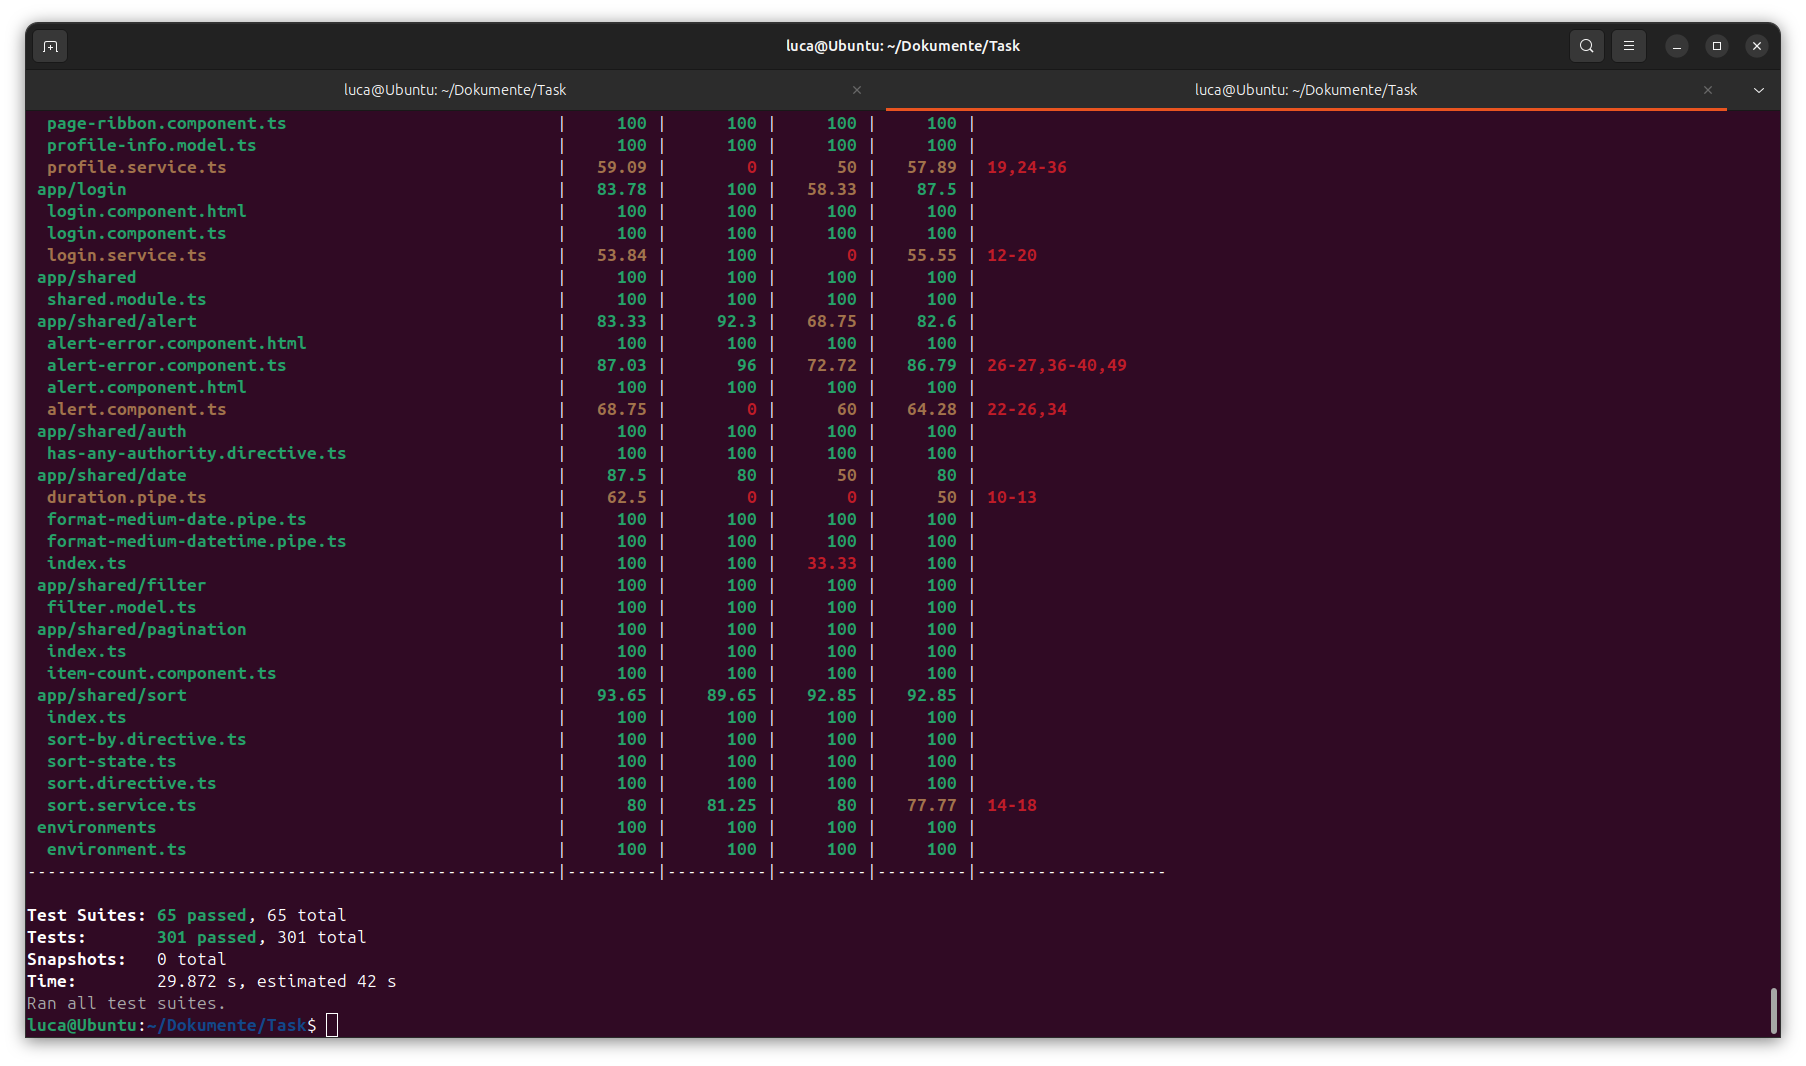 luca@Ubuntu: ~/Dokumente/Task
luca@Ubuntu: ~/Dokumente/Task luca@Ubuntu: ~/Dokumente/Task
page-ribbon.component.ts | 100 | 100 | 100 | 100 |
profile-info.model.ts | 100 | 100 | 100 | 100 |
profile.service.ts | 59.09 | 0 | 50 | 57.89 | 19,24-36
app/login | 83.78 | 100 | 58.33 | 87.5 |
login.component.html | 100 | 100 | 100 | 100 |
login.component.ts | 100 | 100 | 100 | 100 |
login.service.ts | 53.84 | 100 | 0 | 55.55 | 12-20
app/shared | 100 | 100 | 100 | 100 |
shared.module.ts | 100 | 100 | 100 | 100 |
app/shared/alert | 83.33 | 92.3 | 68.75 | 82.6 |
alert-error.component.html | 100 | 100 | 100 | 100 |
alert-error.component.ts | 87.03 | 96 | 72.72 | 86.79 | 26-27,36-40,49
alert.component.html | 100 | 100 | 100 | 100 |
alert.component.ts | 68.75 | 0 | 60 | 64.28 | 22-26,34
app/shared/auth | 100 | 100 | 100 | 100 |
has-any-authority.directive.ts | 100 | 100 | 100 | 100 |
app/shared/date | 87.5 | 80 | 50 | 80 |
duration.pipe.ts | 62.5 | 0 | 0 | 50 | 10-13
format-medium-date.pipe.ts | 100 | 100 | 100 | 100 |
format-medium-datetime.pipe.ts | 100 | 100 | 100 | 100 |
index.ts | 100 | 100 | 33.33 | 100 |
app/shared/filter | 100 | 100 | 100 | 100 |
filter.model.ts | 100 | 100 | 100 | 100 |
app/shared/pagination | 100 | 100 | 100 | 100 |
index.ts | 100 | 100 | 100 | 100 |
item-count.component.ts | 100 | 100 | 100 | 100 |
app/shared/sort | 93.65 | 89.65 | 92.85 | 92.85 |
index.ts | 100 | 100 | 100 | 100 |
sort-by.directive.ts | 100 | 100 | 100 | 100 |
sort-state.ts | 100 | 100 | 100 | 100 |
sort.directive.ts | 100 | 100 | 100 | 100 |
sort.service.ts | 80 | 81.25 | 80 | 77.77 | 14-18
environments | 100 | 100 | 100 | 100 |
environment.ts | 100 | 100 | 100 | 100 |
-----------------------------------------------------|---------|----------|---------|---------|-------------------
Test Suites: 65 passed, 65 total
Tests: 301 passed, 301 total
Snapshots: 0 total
Time: 29.872 s, estimated 42 s
Ran all test suites.
luca@Ubuntu:~/Dokumente/Task$